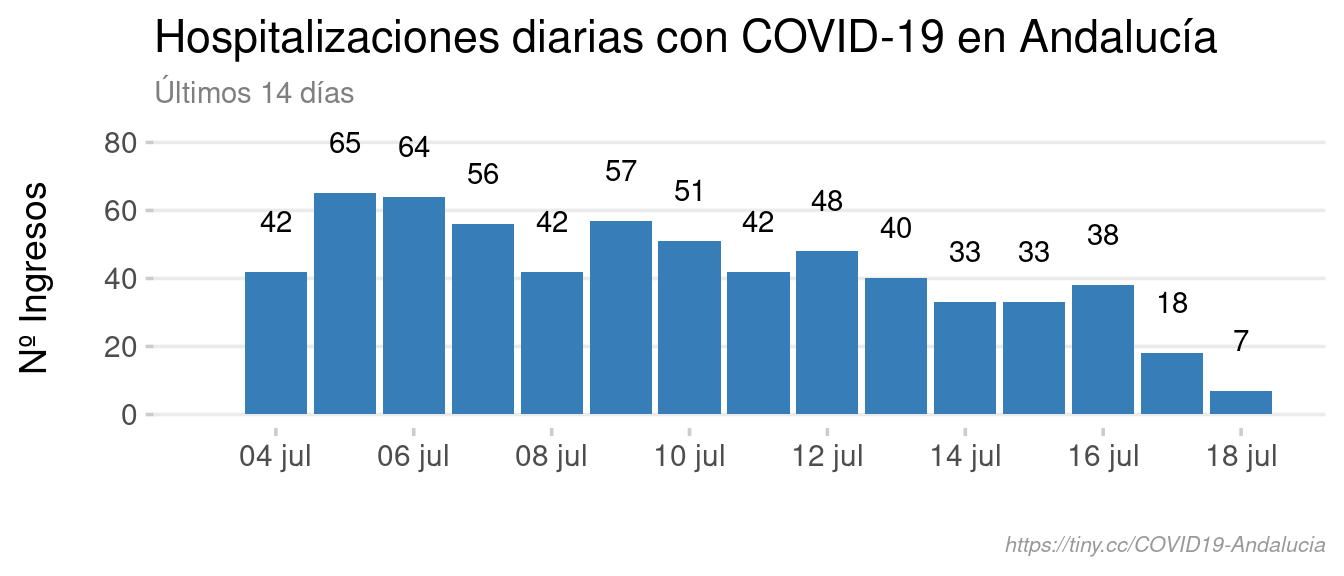 Hospitalizaciones diarias con COVID-19 en Andalucía
Últimos 14 días
Nº Ingresos
80
60
40
20
0
42
65
64
56
42
57
51
42
48
40
33
33
38
18
7
04 jul
06 jul
08 jul
10 jul
12 jul
14 jul
16 jul
18 jul
https://tiny.cc/COVID19-Andalucia